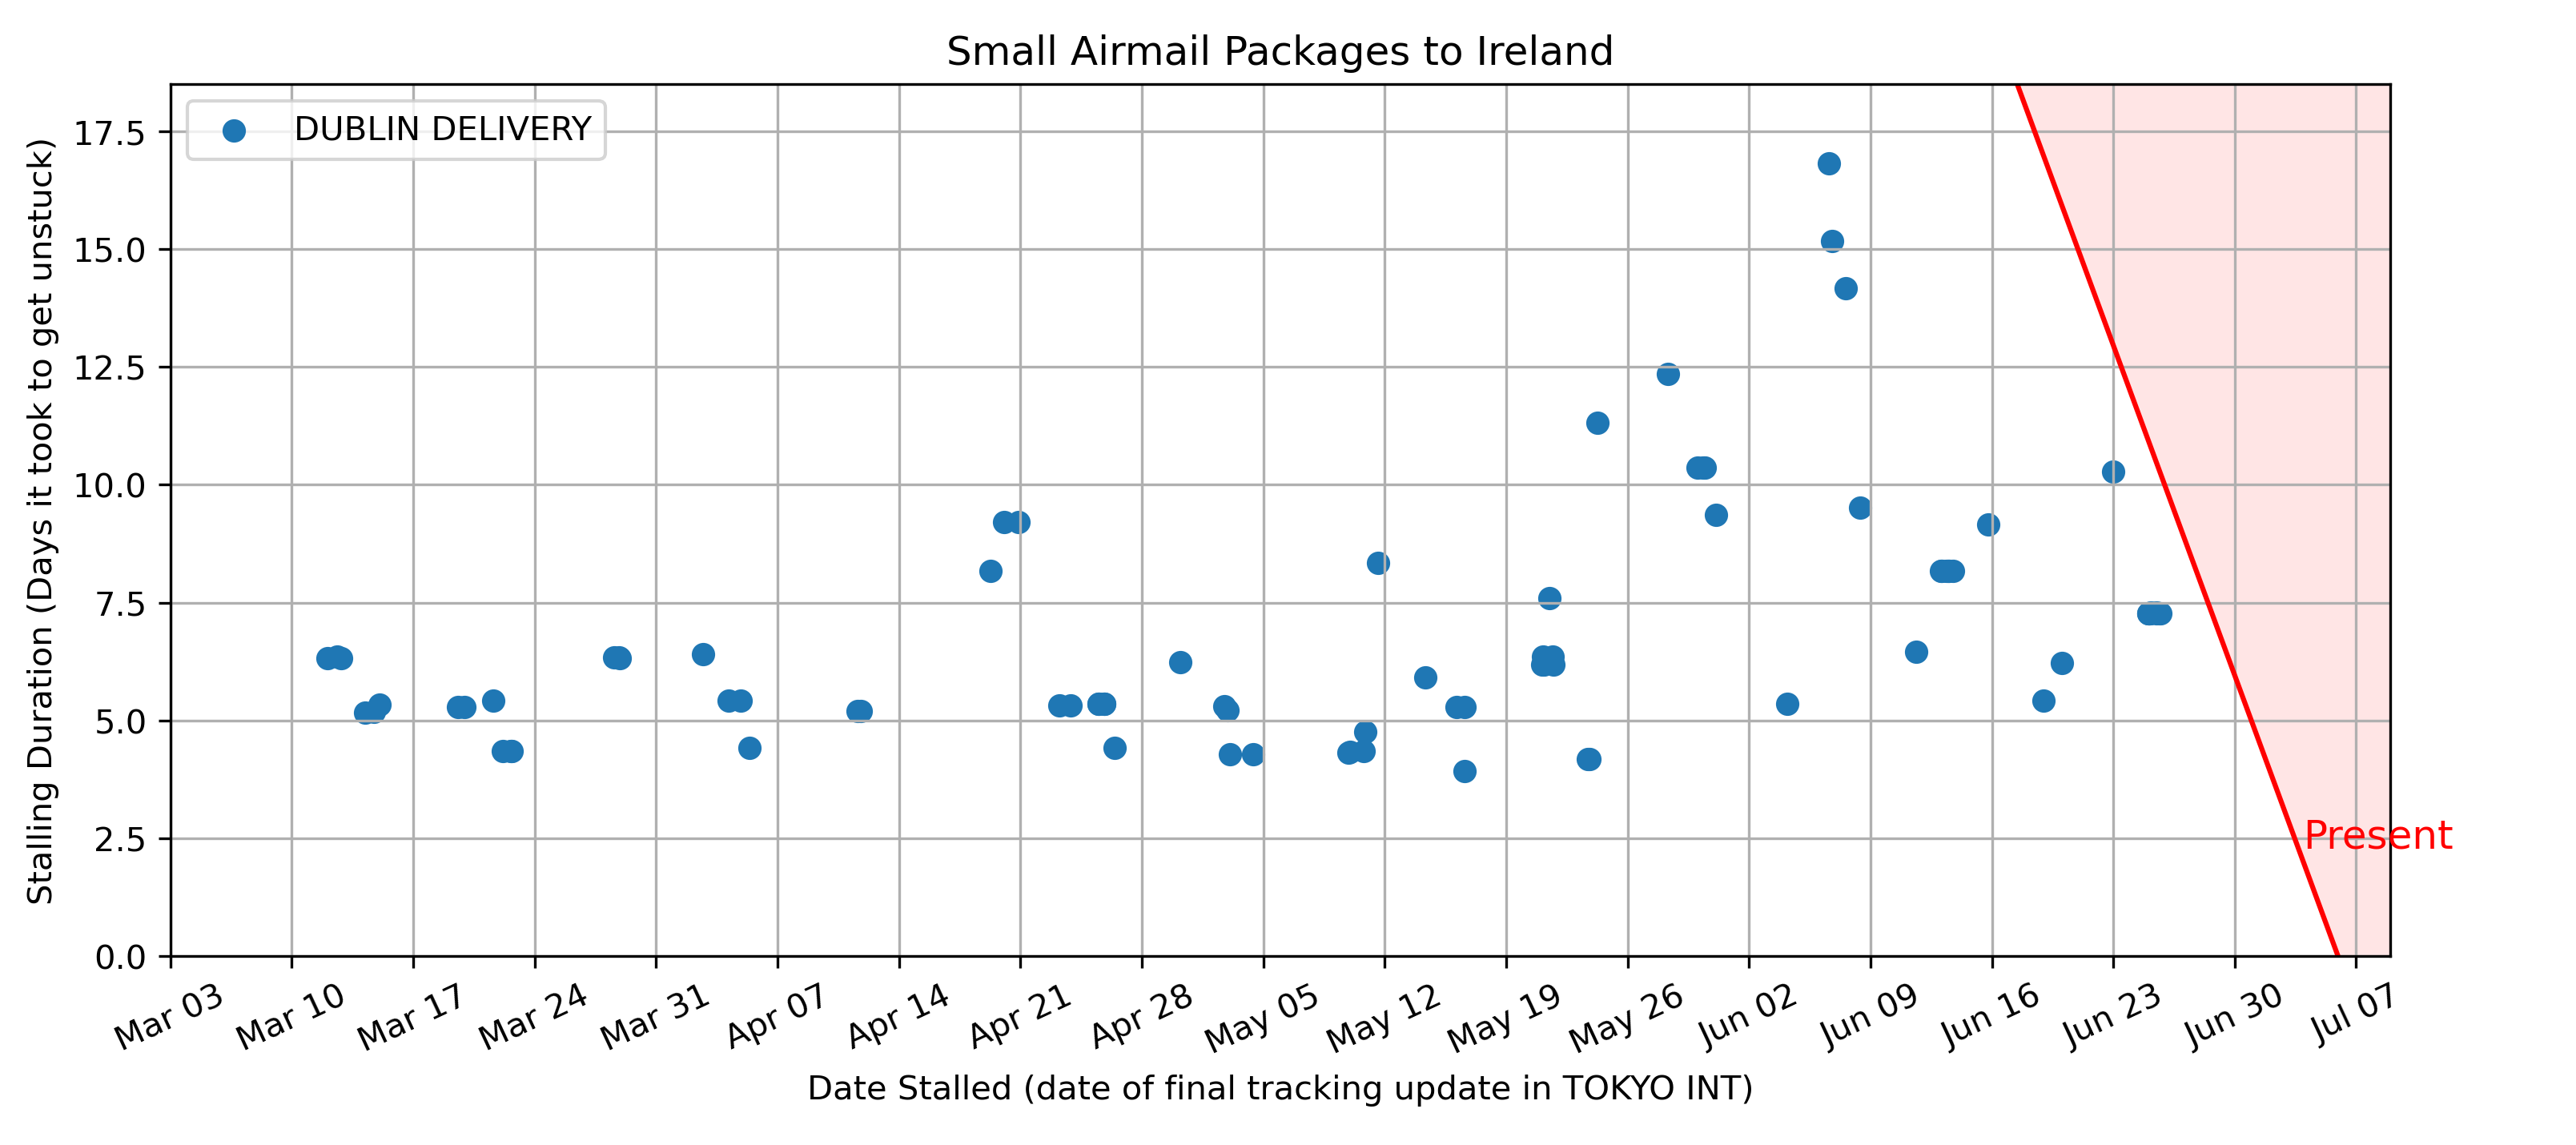 Small Airmail Packages to Ireland
DUBLIN DELIVERY
Stalling Duration (Days it took to get unstuck)
17.5
15.0
12.5
10.0
7.5
5.0
2.5
0.0
Present
Mar 03
Mar 10
Mar 17
Mar 24
Mar 31
Apr 07
Apr 14
Apr 21
Apr 28
May 05
May 12
May 19
May 26
Jun 02
Jun 09
Jun 16
Jun 23
Jun 30
Jul 07
Date Stalled (date of final tracking update in TOKYO INT)